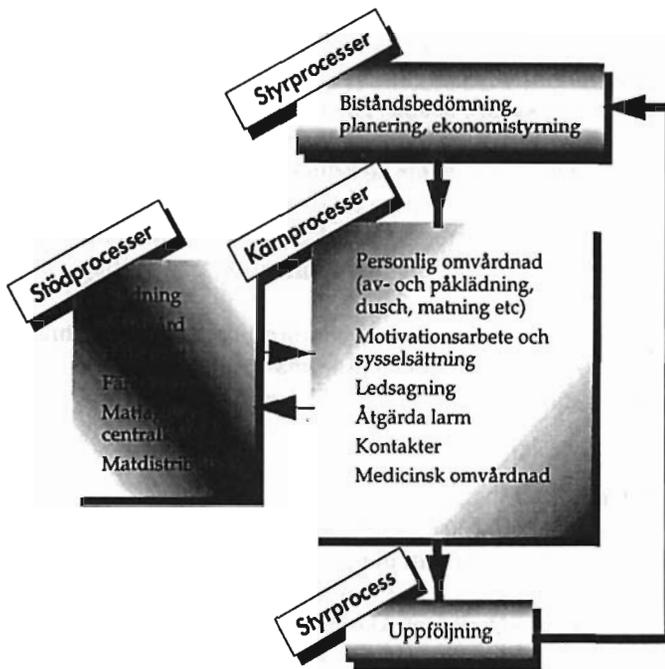 Styrprocesser
Biståndsbedömning,
planering, ekonomistyrning
Kärnprocesser
Personlig omvårdnad
(av- och påklädning,
dusch, matning etc)
Motivationsarbete och
sysselsättning
Ledsagning
Åtgärda larm
Kontakter
Medicinsk omvårdnad
Stödprocesser
Styrprocess
Uppföljning